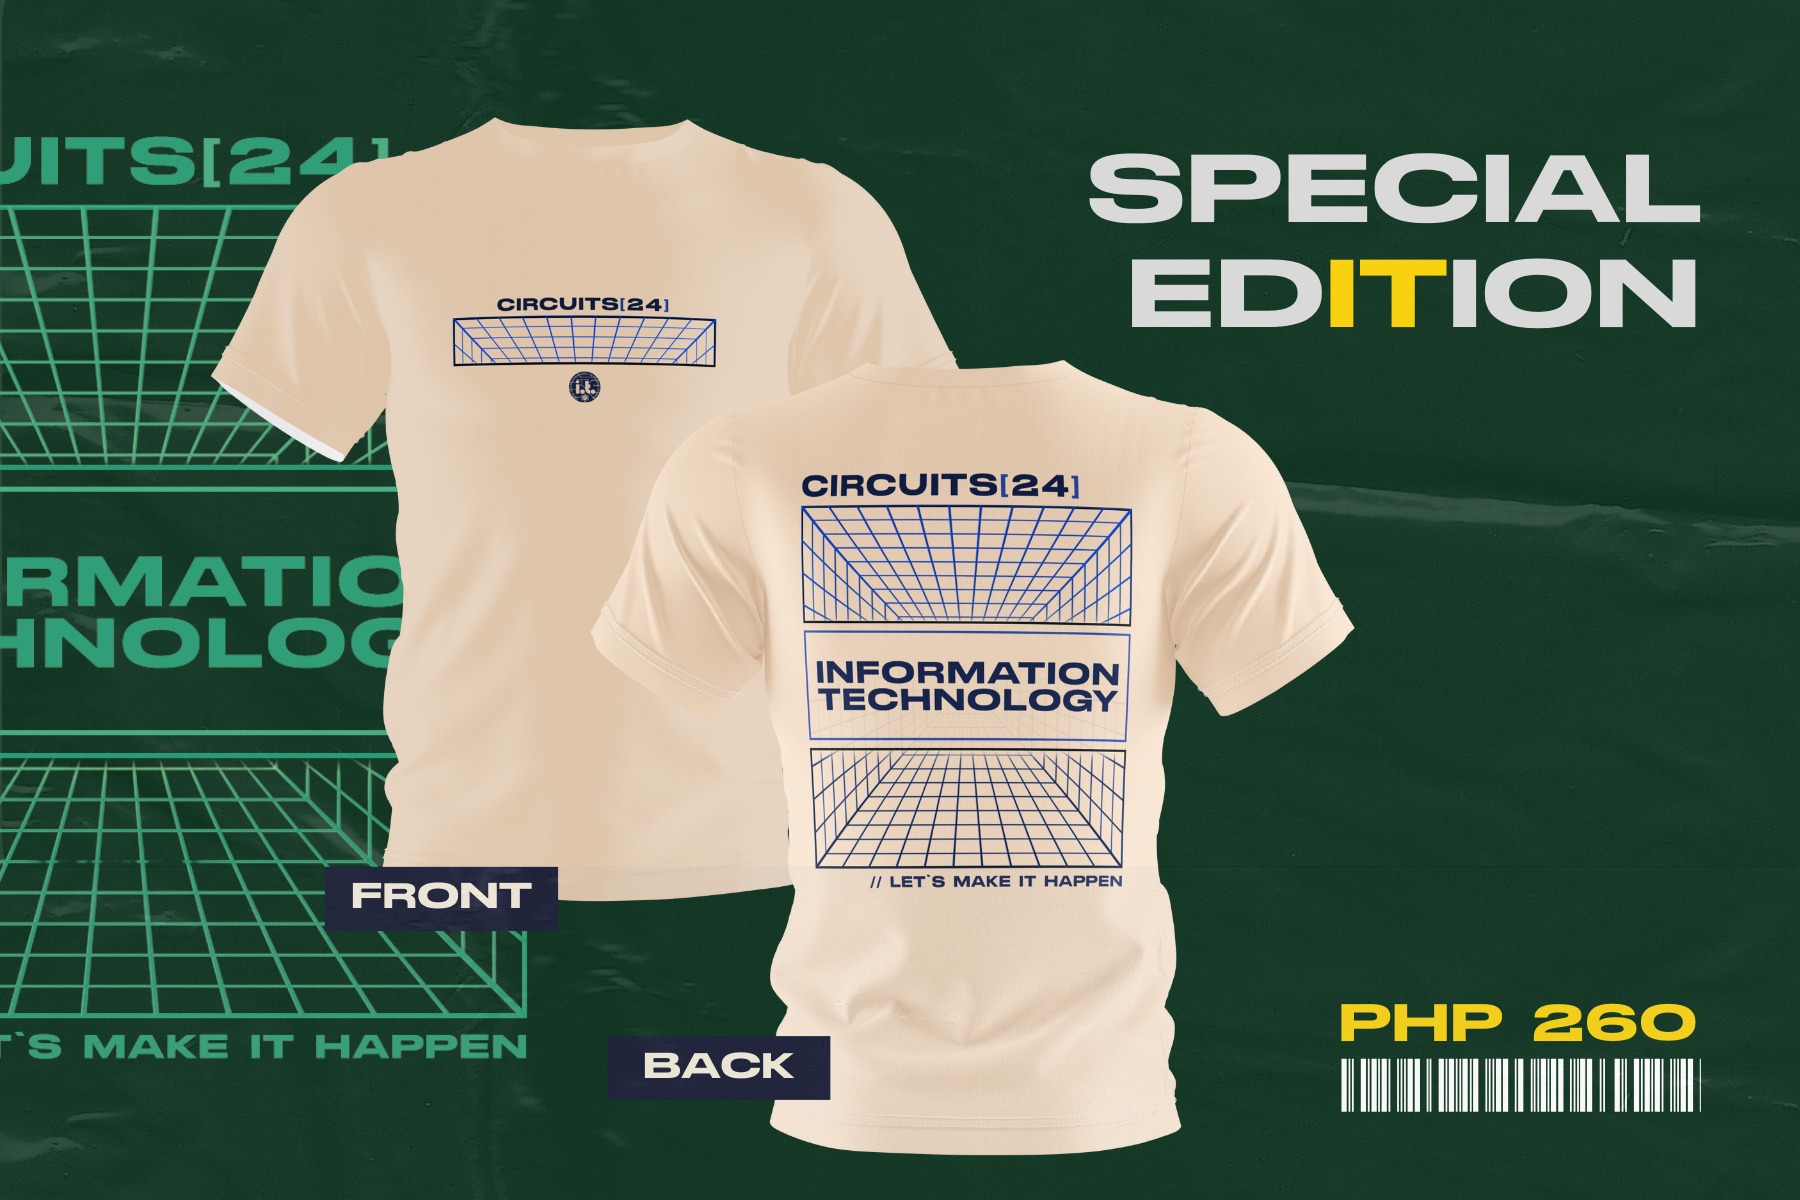 UITS[24]
RMATIO
HNOLOG
T`S MAKE IT HAPPEN
CIRCUITS[24]
i.t.
FRONT
CIRCUITS[24]
INFORMATION
TECHNOLOGY
// LET`S MAKE IT HAPPEN
BACK
SPECIAL
EDITION
PHP 260